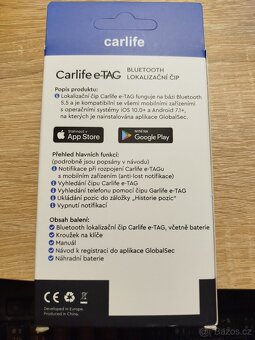 carlife
Carlife e-TAG
BLUETOOTH
LOKALIZAČNÍ ČIP
Popis produktu:
Lokalizační čip Carlife e-TAG funguje na bázi Bluetooth
5.5 a je kompatibilní se všemi mobilními zařízeními
s operačními systémy iOS 10.0+ a Android 7.1+,
na kterých je nainstalována aplikace GlobalSec.
Stáhnout v
App Store
Google Play
Přehled hlavních funkcí:
(podrobně jsou popsány v návodu)
Notifikace při rozpojení Carlife e-TAGu
s mobilním zařízením (anti-lost notifikace)
Vyhledání čipu Carlife e-TAG
Vyhledání telefonu pomocí čipu Carlife e-TAG
Ukládání pozic do záložky „Historie pozic"
Vypnutí notifikací
Obsah balení:
Bluetooth lokalizační čip Carlife e-TAG, včetně baterie
Kroužek na klíče
Manuál
Návod k registraci do aplikace GlobalSec
Náhradní baterie
CE
Developed in Europe.
Produced in China.
Bazoš.cz